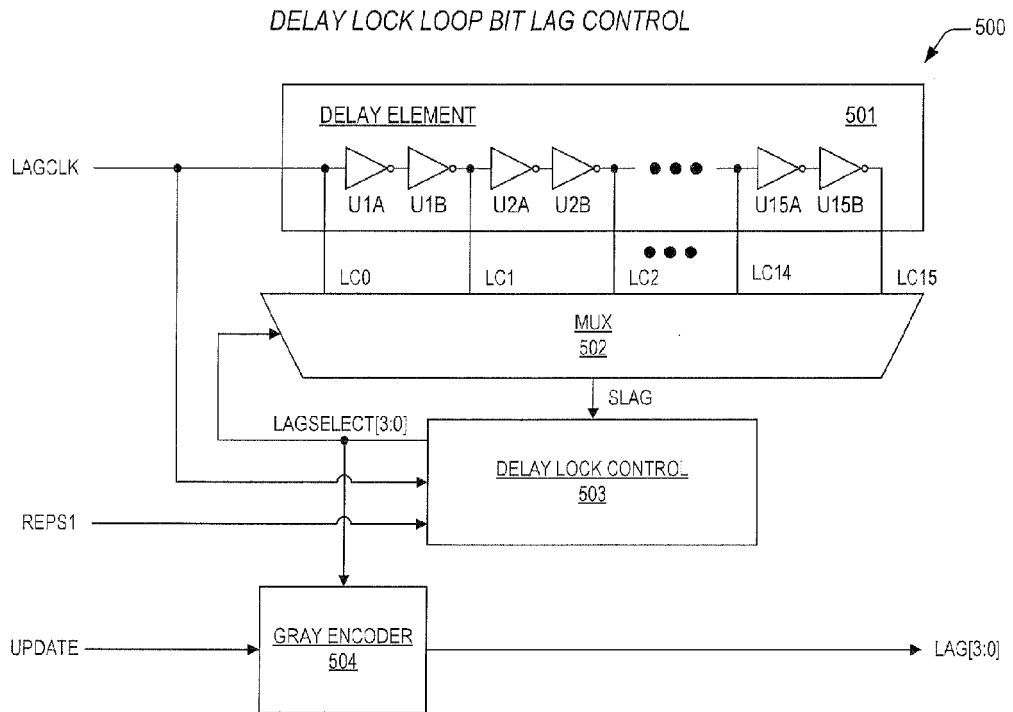 DELAY LOCK LOOP BIT LAG CONTROL
500
DELAY ELEMENT 501
LAGCLK
U1A U1B U2A U2B U15A U15B
LC0 LC1 LC2 LC14 LC15
MUX
502
SLAG
LAGSELECT[3:0]
DELAY LOCK CONTROL
503
REPS1
GRAY ENCODER
504
UPDATE
LAG[3:0]